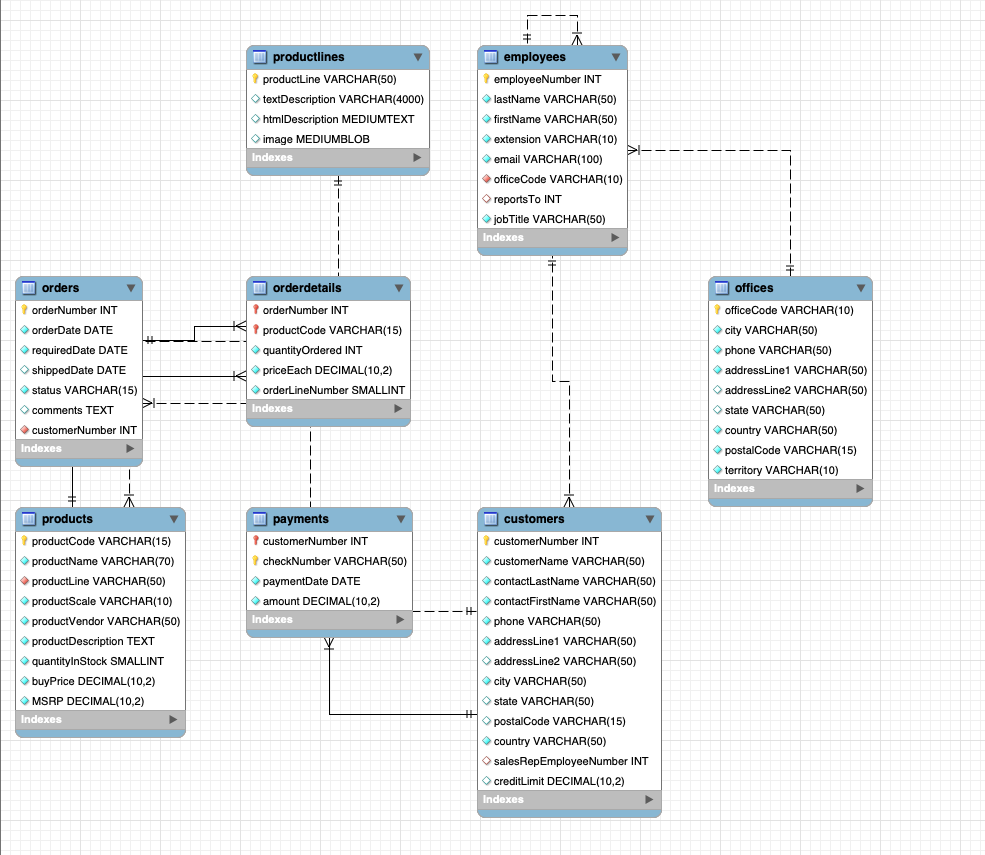 productlines
productLine VARCHAR(50)
textDescription VARCHAR(4000)
htmlDescription MEDIUMTEXT
image MEDIUMBLOB
Indexes
employees
employeeNumber INT
lastName VARCHAR(50)
firstName VARCHAR(50)
extension VARCHAR(10)
email VARCHAR(100)
officeCode VARCHAR(10)
reportsTo INT
jobTitle VARCHAR(50)
Indexes
orders
orderNumber INT
orderDate DATE
requiredDate DATE
shippedDate DATE
status VARCHAR(15)
comments TEXT
customerNumber INT
Indexes
orderdetails
orderNumber INT
productCode VARCHAR(15)
quantityOrdered INT
priceEach DECIMAL(10,2)
orderLineNumber SMALLINT
Indexes
offices
officeCode VARCHAR(10)
city VARCHAR(50)
phone VARCHAR(50)
addressLine1 VARCHAR(50)
addressLine2 VARCHAR(50)
state VARCHAR(50)
country VARCHAR(50)
postalCode VARCHAR(15)
territory VARCHAR(10)
Indexes
products
productCode VARCHAR(15)
productName VARCHAR(70)
productLine VARCHAR(50)
productScale VARCHAR(10)
productVendor VARCHAR(50)
productDescription TEXT
quantityInStock SMALLINT
buyPrice DECIMAL(10,2)
MSRP DECIMAL(10,2)
Indexes
payments
customerNumber INT
checkNumber VARCHAR(50)
paymentDate DATE
amount DECIMAL(10,2)
Indexes
customers
customerNumber INT
customerName VARCHAR(50)
contactLastName VARCHAR(50)
contactFirstName VARCHAR(50)
phone VARCHAR(50)
addressLine1 VARCHAR(50)
addressLine2 VARCHAR(50)
city VARCHAR(50)
state VARCHAR(50)
postalCode VARCHAR(15)
country VARCHAR(50)
salesRepEmployeeNumber INT
creditLimit DECIMAL(10,2)
Indexes